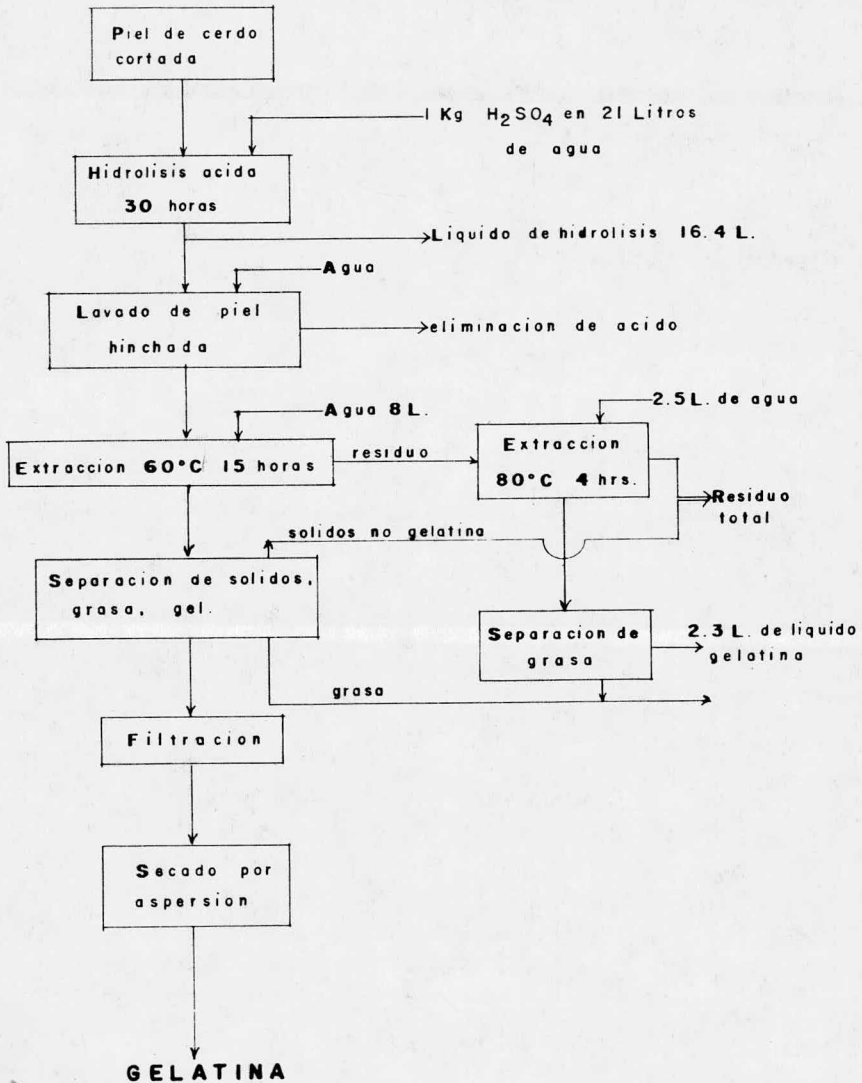 Piel de cerdo
cortada
1 Kg H2SO4 en 21 Litros
de agua
Hidrolisis acida
30 horas
Liquido de hidrolisis 16.4 L.
Agua
Lavado de piel
hinchada
eliminacion de acido
Agua 8 L.
2.5 L. de agua
Extraccion 60°C 15 horas
residuo
Extraccion
80°C 4 hrs.
Residuo
total
solidos no gelatina
Separacion de solidos,
grasa, gel.
Separacion de
grasa
2.3 L. de liquido
gelatina
grasa
Filtracion
Secado por
aspersion
GELATINA